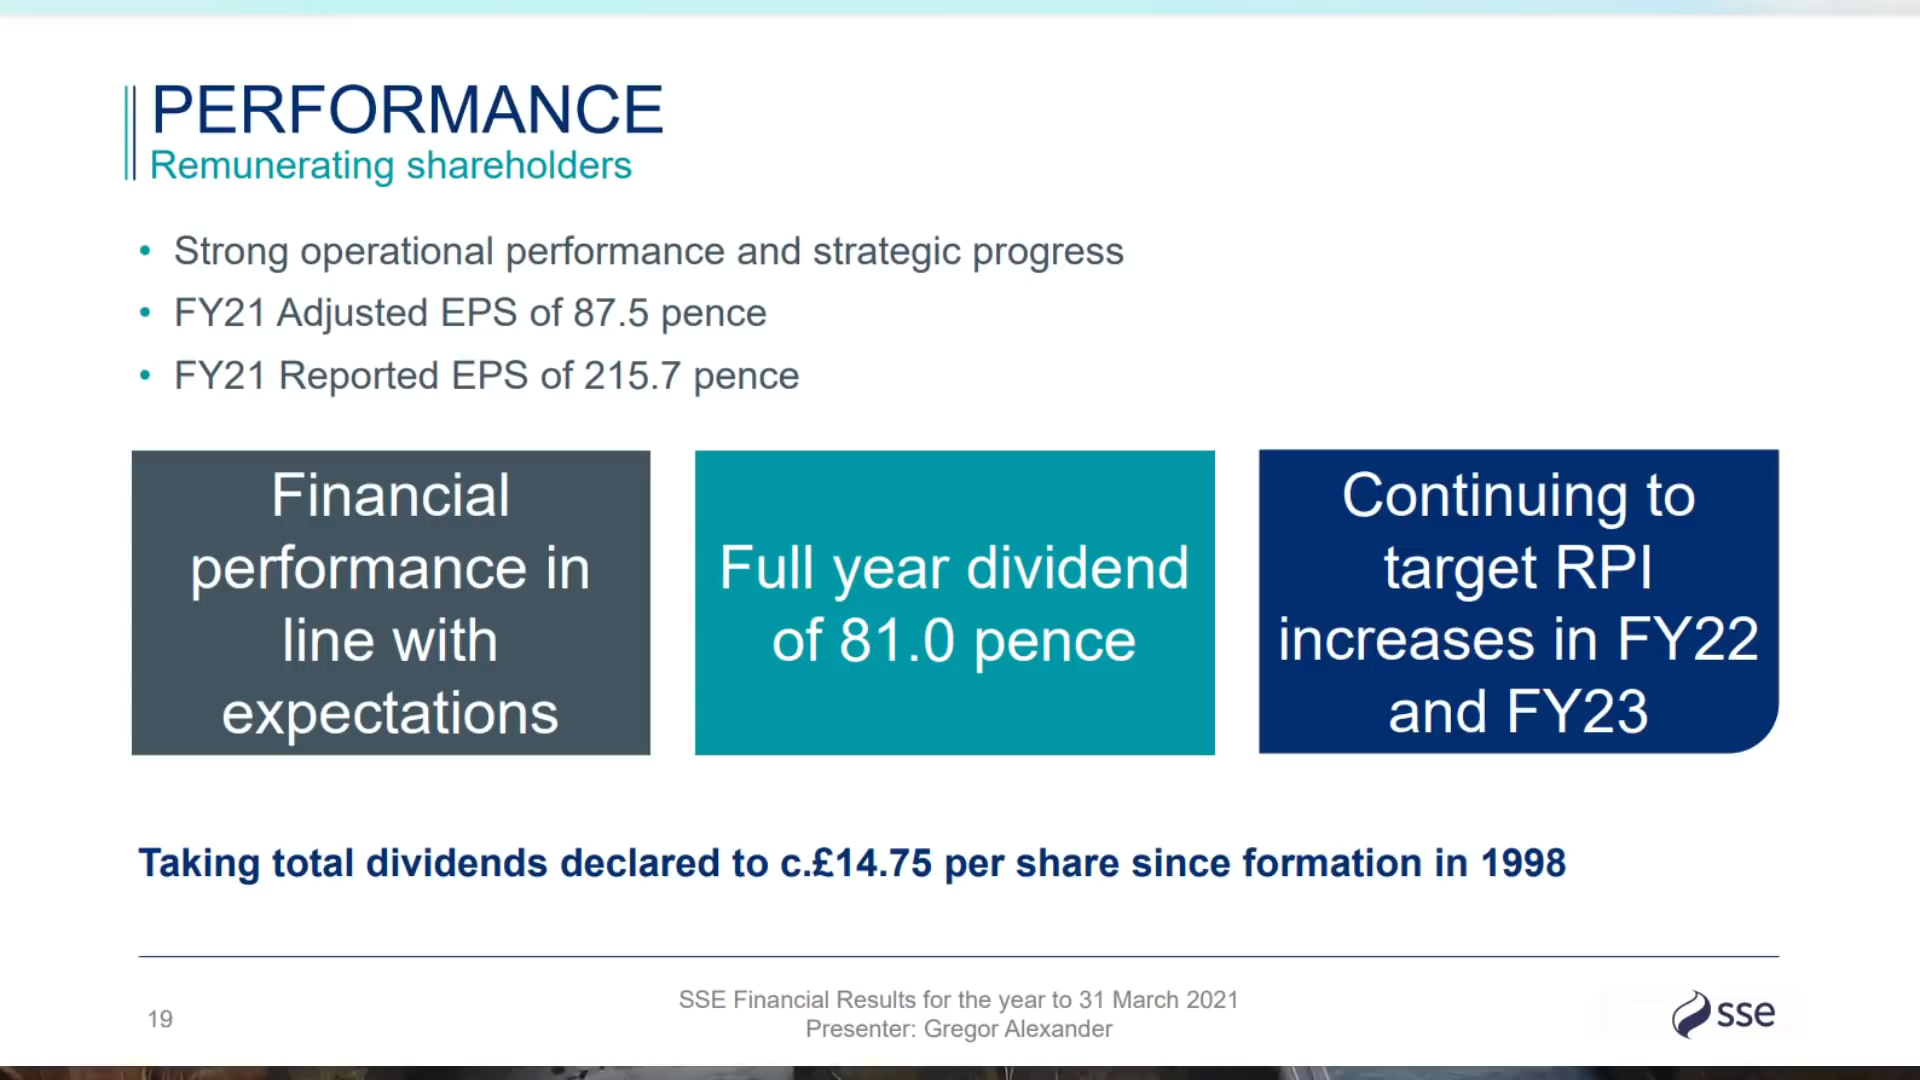 PERFORMANCE
Remunerating shareholders
• Strong operational performance and strategic progress
• FY21 Adjusted EPS of 87.5 pence
• FY21 Reported EPS of 215.7 pence
Financial
performance in
line with
expectations
Full year dividend
of 81.0 pence
Continuing to
target RPI
increases in FY22
and FY23
Taking total dividends declared to c.£14.75 per share since formation in 1998
SSE Financial Results for the year to 31 March 2021
Presenter: Gregor Alexander
19
sse